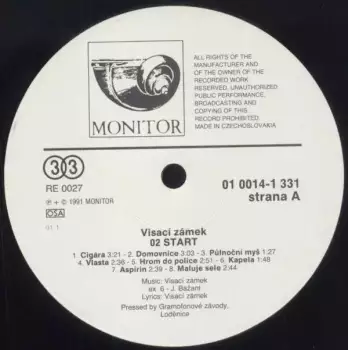 MONITOR
ALL RIGHTS OF THE
MANUFACTURER AND
OF THE OWNER OF THE
RECORDED WORK
RESERVED. UNAUTHORIZED
PUBLIC PERFORMANCE,
BROADCASTING AND
COPYING OF THIS
RECORD PROHIBITED.
MADE IN CZECHOSLOVAKIA
33
RE 0027
℗ + © 1991 MONITOR
OSA
01 0014-1 331
strana A
Visací zámek
02 START
1. Cigára 3:21 - 2. Domovnice 3:03 - 3. Půlnoční myš 1:27
4. Vlasta 2:36 - 5. Hrom do police 2:51 - 6. Kapela 1:48
7. Aspirin 2:39 - 8. Maluje sele 2:44
Music: Visací zámek
ex. 6 - J. Bažant
Lyrics: Visací zámek
Pressed by Gramofonové závody,
Loděnice